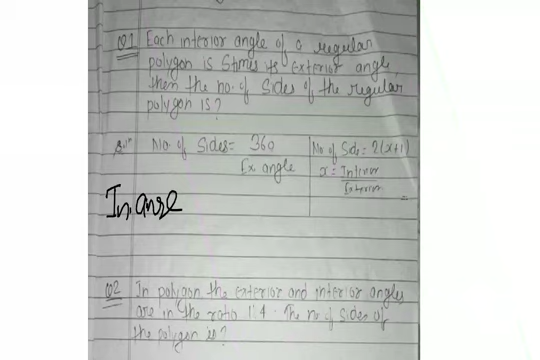 Q1 Each interior angle of a regular
polygon is 5 times its exterior angle,
them the no. of sides of the regular
polygon is?
Solⁿ No. of Sides = 360
Ex. angle
No of Side = 2(x+1)
x = Interior
Exterior
=
In. angle
Q2 In polygon the exterior and interior angles
are in the ratio 1:4. The no of sides of
the polygon is?